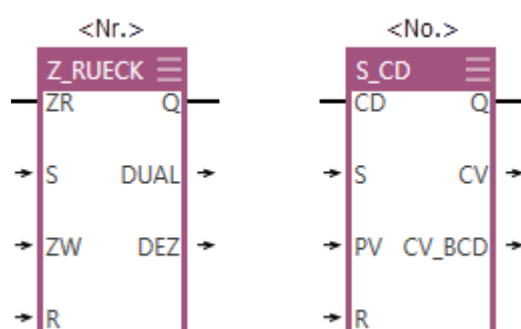 <Nr.>
Z_RUECK
ZR Q
S DUAL
ZW DEZ
R
<No.>
S_CD
CD Q
S CV
PV CV_BCD
R